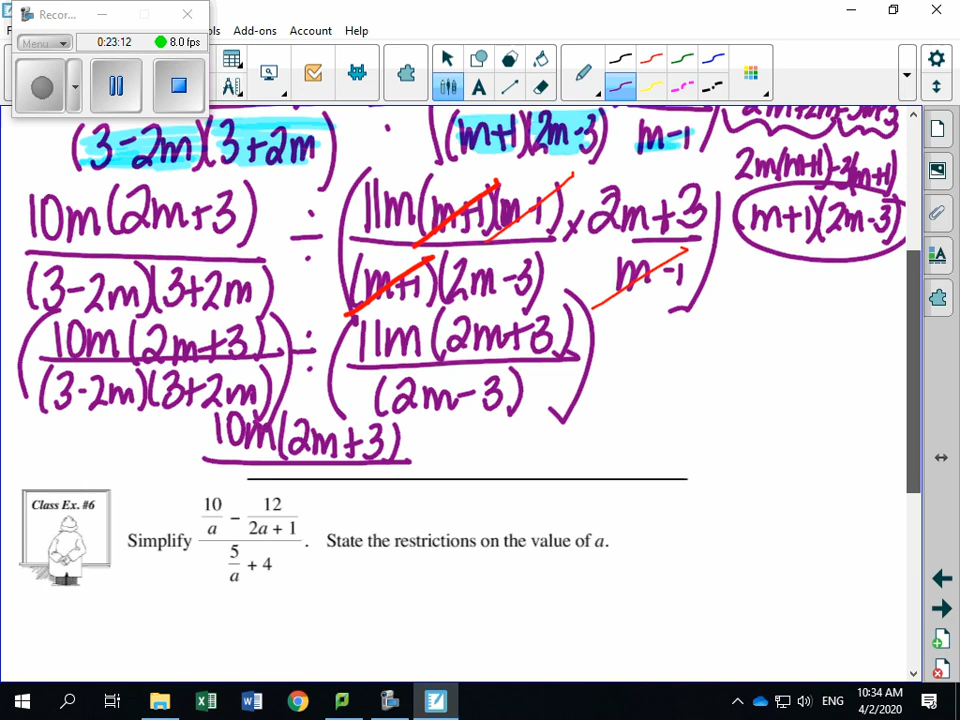 Recor...
Menu 0:23:12 8.0 fps
Add-ons Account Help
(3-2m)(3+2m) (m+1)(2m-3) m-1
2m(m+1)-3(m+1)
(m+1)(2m-3)
10m(2m+3) ÷ (11m(m+1)(m-1) × 2m+3)
(3-2m)(3+2m) (m+1)(2m-3) m-1
(10m(2m+3)) ÷ (11m(2m+3))
(3-2m)(3+2m) (2m-3)
10m(2m+3)
Class Ex. #6
10 12
a − 2a + 1
Simplify . State the restrictions on the value of a.
5
a + 4
ENG
10:34 AM
4/2/2020